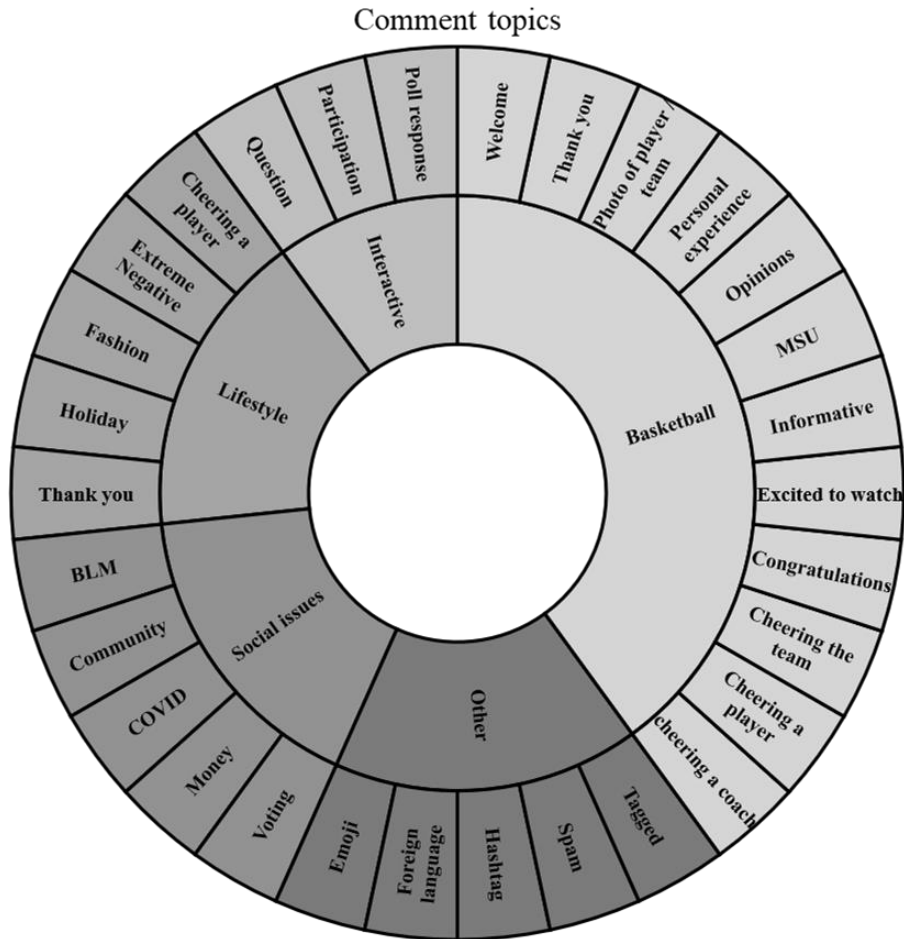 Comment topics
Welcome
Thank you
Photo of player /
team
Personal
experience
Opinions
MSU
Informative
Excited to watch
Congratulations
Cheering the
team
Cheering a
player
cheering a coach
Tagged
Spam
Hashtag
Foreign
language
Emoji
Voting
Money
COVID
Community
BLM
Thank you
Holiday
Fashion
Extreme
Negative
Cheering a
player
Question
Participation
Poll response
Basketball
Other
Social issues
Lifestyle
Interactive